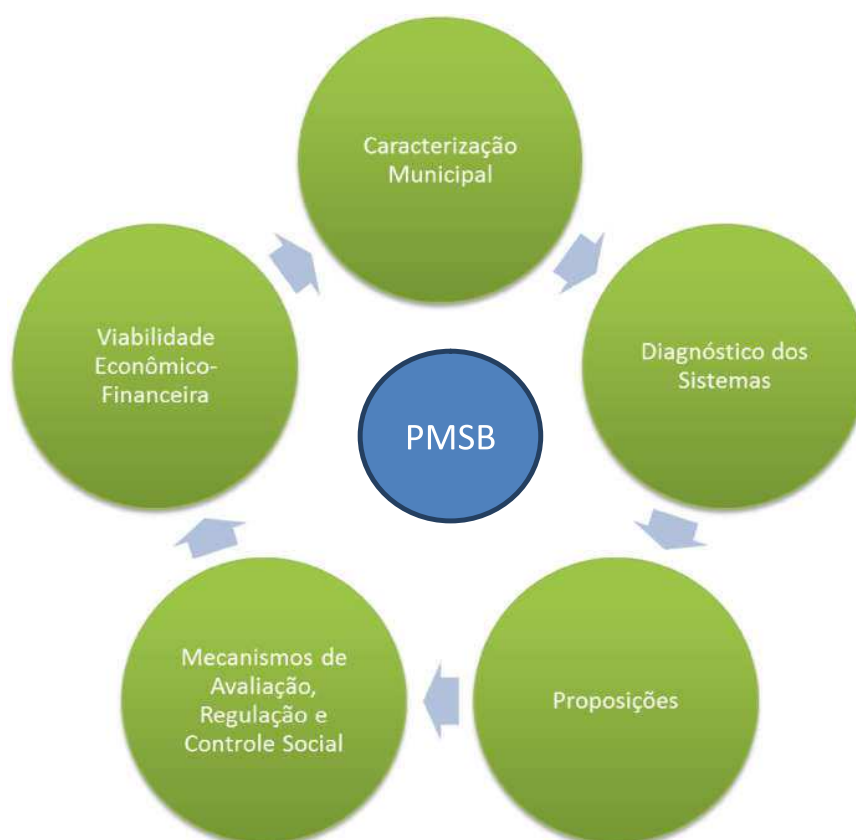 Caracterização
Municipal
Diagnóstico dos
Sistemas
Proposições
Mecanismos de
Avaliação,
Regulação e
Controle Social
Viabilidade
Econômico-
Financeira
PMSB